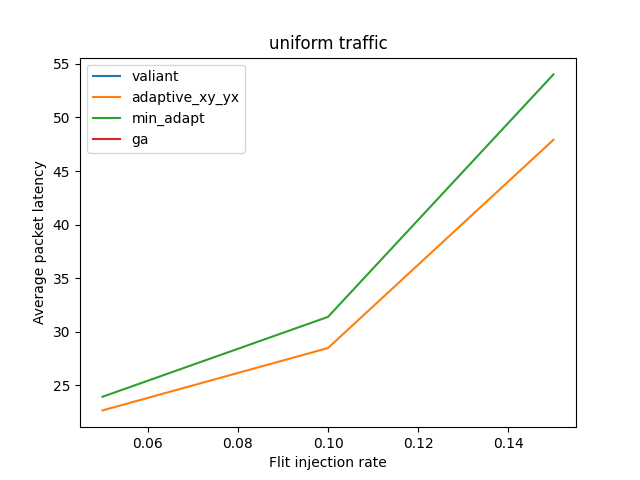 uniform traffic
valiant
adaptive_xy_yx
min_adapt
ga
55
50
45
40
35
30
25
Average packet latency
0.06 0.08 0.10 0.12 0.14
Flit injection rate